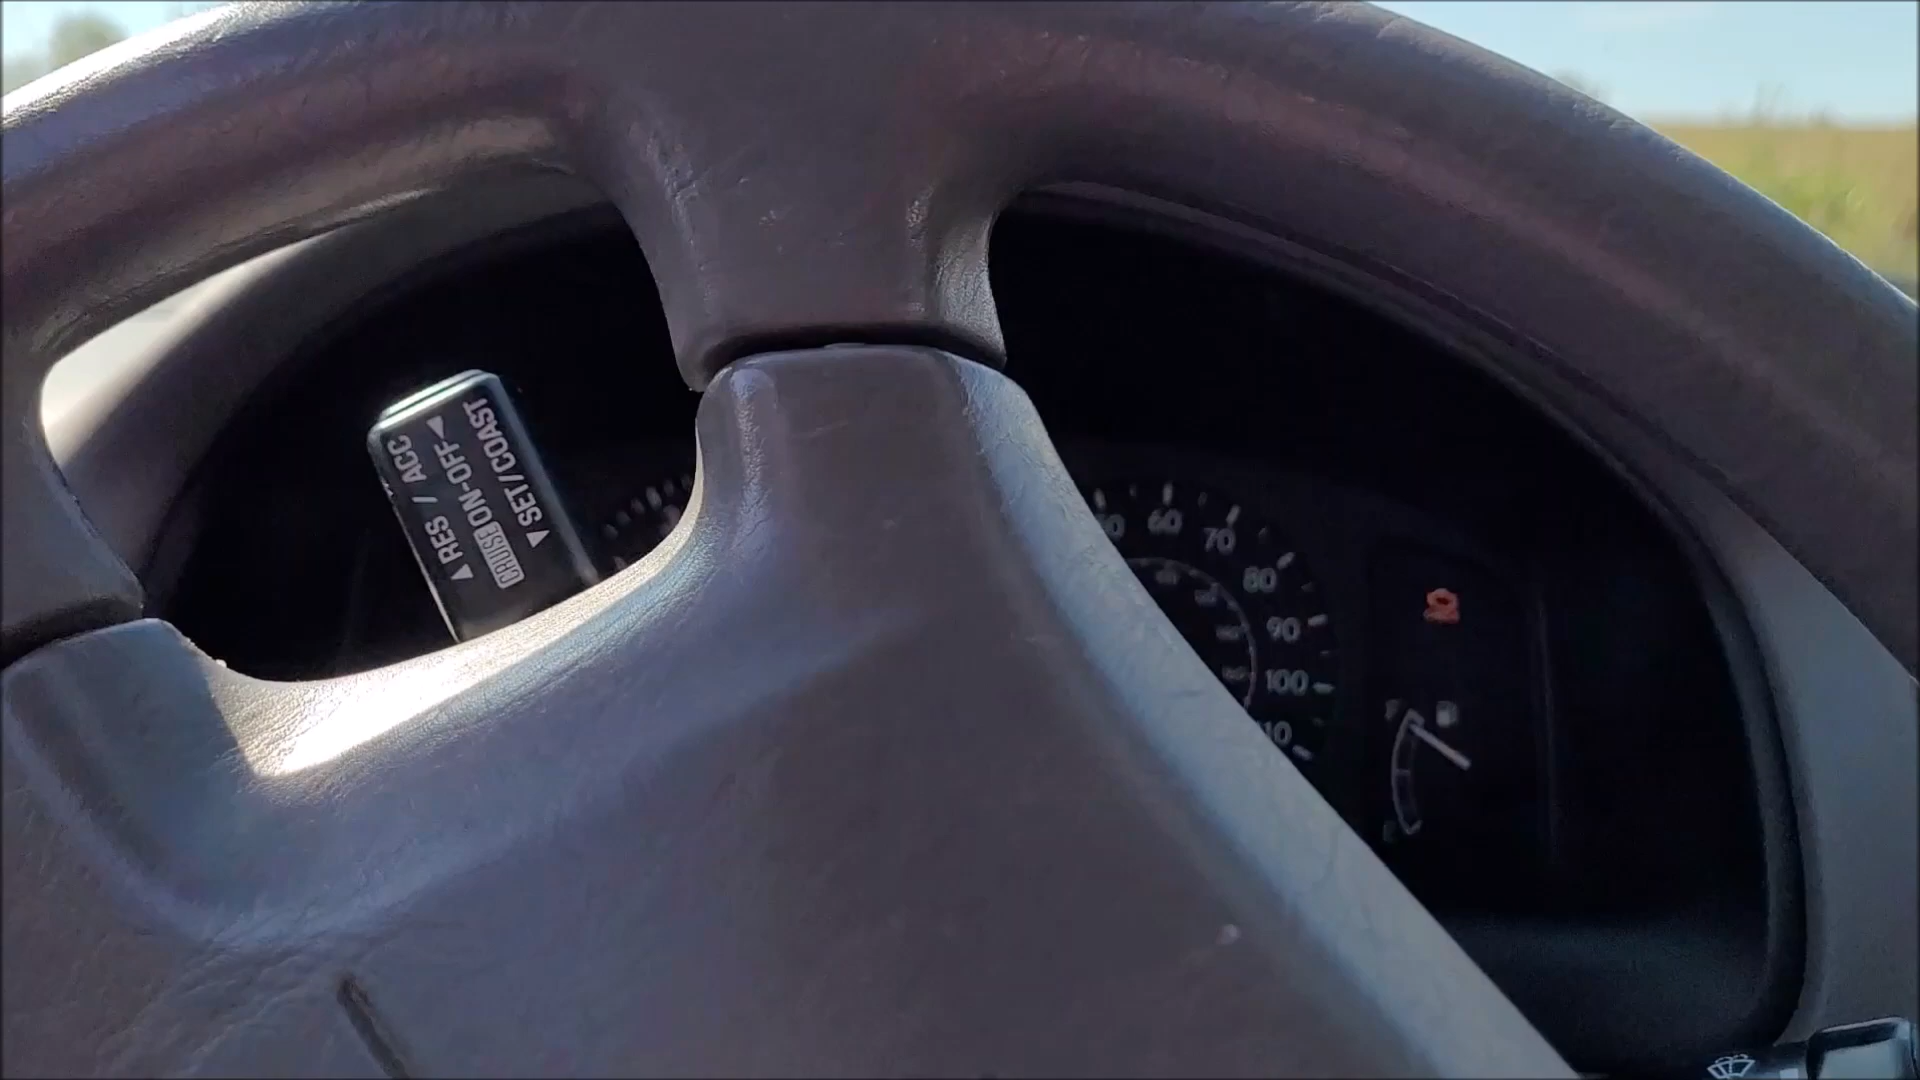 ▲ RES / ACC
CRUISE ON-OFF ▶
▼ SET/COAST
60
70
80
90
100
F